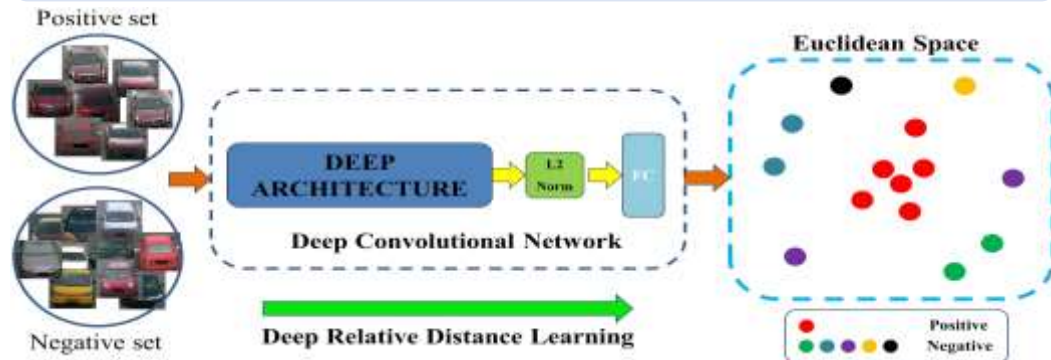 Positive set
Negative set
DEEP
ARCHITECTURE
L2
Norm
FC
Deep Convolutional Network
Deep Relative Distance Learning
Euclidean Space
Positive
Negative